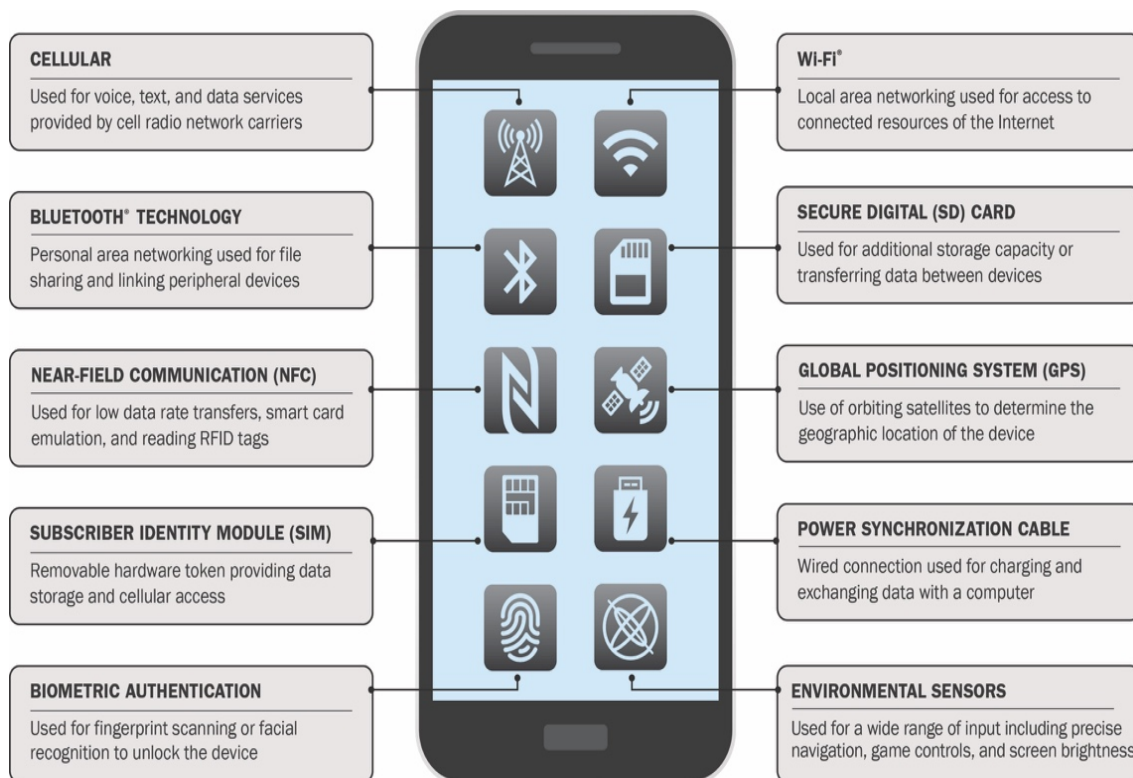 CELLULAR
Used for voice, text, and data services
provided by cell radio network carriers
BLUETOOTH® TECHNOLOGY
Personal area networking used for file
sharing and linking peripheral devices
NEAR-FIELD COMMUNICATION (NFC)
Used for low data rate transfers, smart card
emulation, and reading RFID tags
SUBSCRIBER IDENTITY MODULE (SIM)
Removable hardware token providing data
storage and cellular access
BIOMETRIC AUTHENTICATION
Used for fingerprint scanning or facial
recognition to unlock the device
Wi-Fi®
Local area networking used for access to
connected resources of the Internet
SECURE DIGITAL (SD) CARD
Used for additional storage capacity or
transferring data between devices
GLOBAL POSITIONING SYSTEM (GPS)
Use of orbiting satellites to determine the
geographic location of the device
POWER SYNCHRONIZATION CABLE
Wired connection used for charging and
exchanging data with a computer
ENVIRONMENTAL SENSORS
Used for a wide range of input including precise
navigation, game controls, and screen brightness